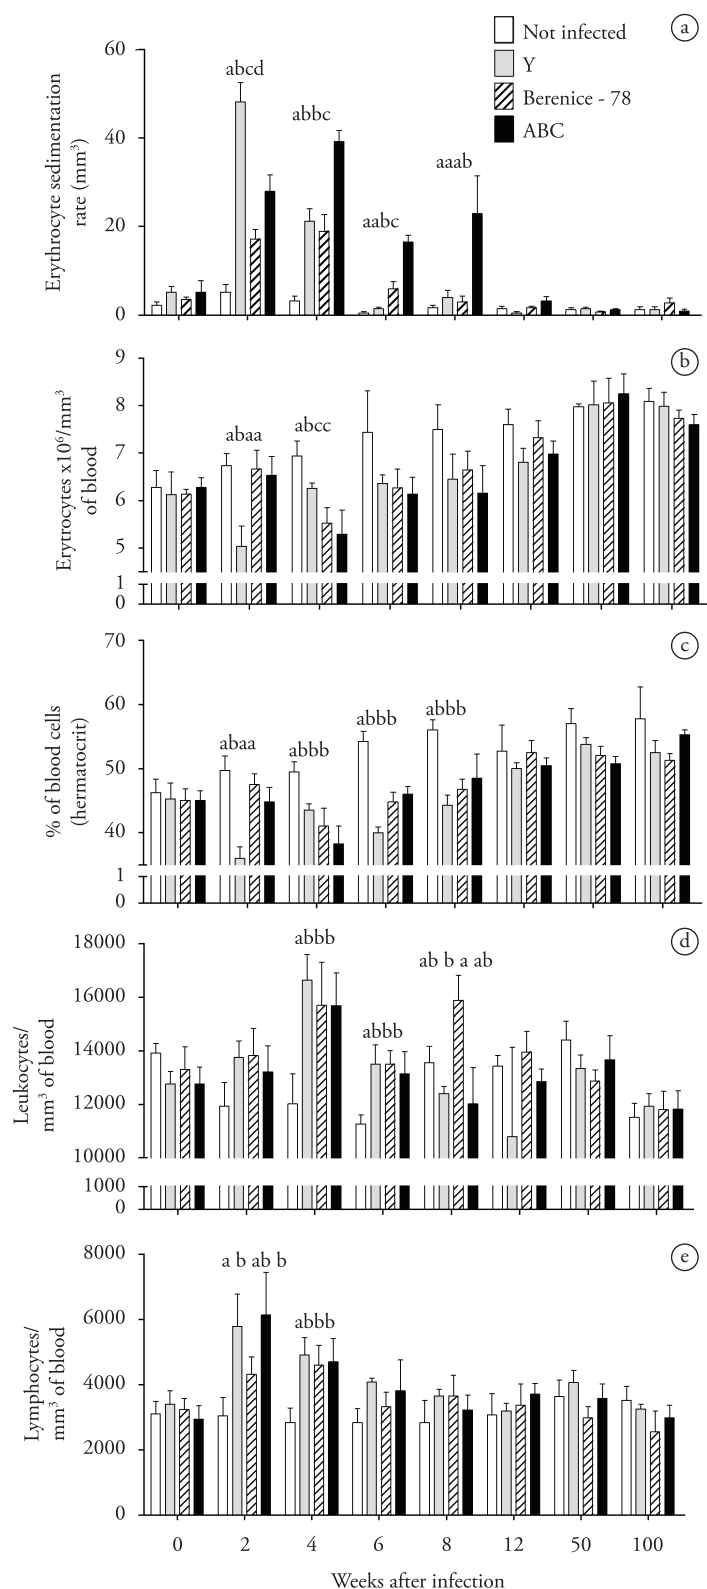 Not infected
Y
Berenice - 78
ABC
a
Erythrocyte sedimentation
rate (mm³)
60
40
20
0
abcd
abbc
aabc
aaab
b
Erytrocytes x10⁶/mm³
of blood
9
8
7
6
5
1
0
abaa
abcc
c
% of blood cells
(hermatocrit)
70
60
50
40
1
0
abaa
abbb
abbb
abbb
d
Leukocytes/
mm³ of blood
18000
16000
14000
12000
10000
1000
0
abbb
abbb
ab b a ab
e
Lymphocytes/
mm³ of blood
8000
6000
4000
2000
0
a b ab b
abbb
0 2 4 6 8 12 50 100
Weeks after infection